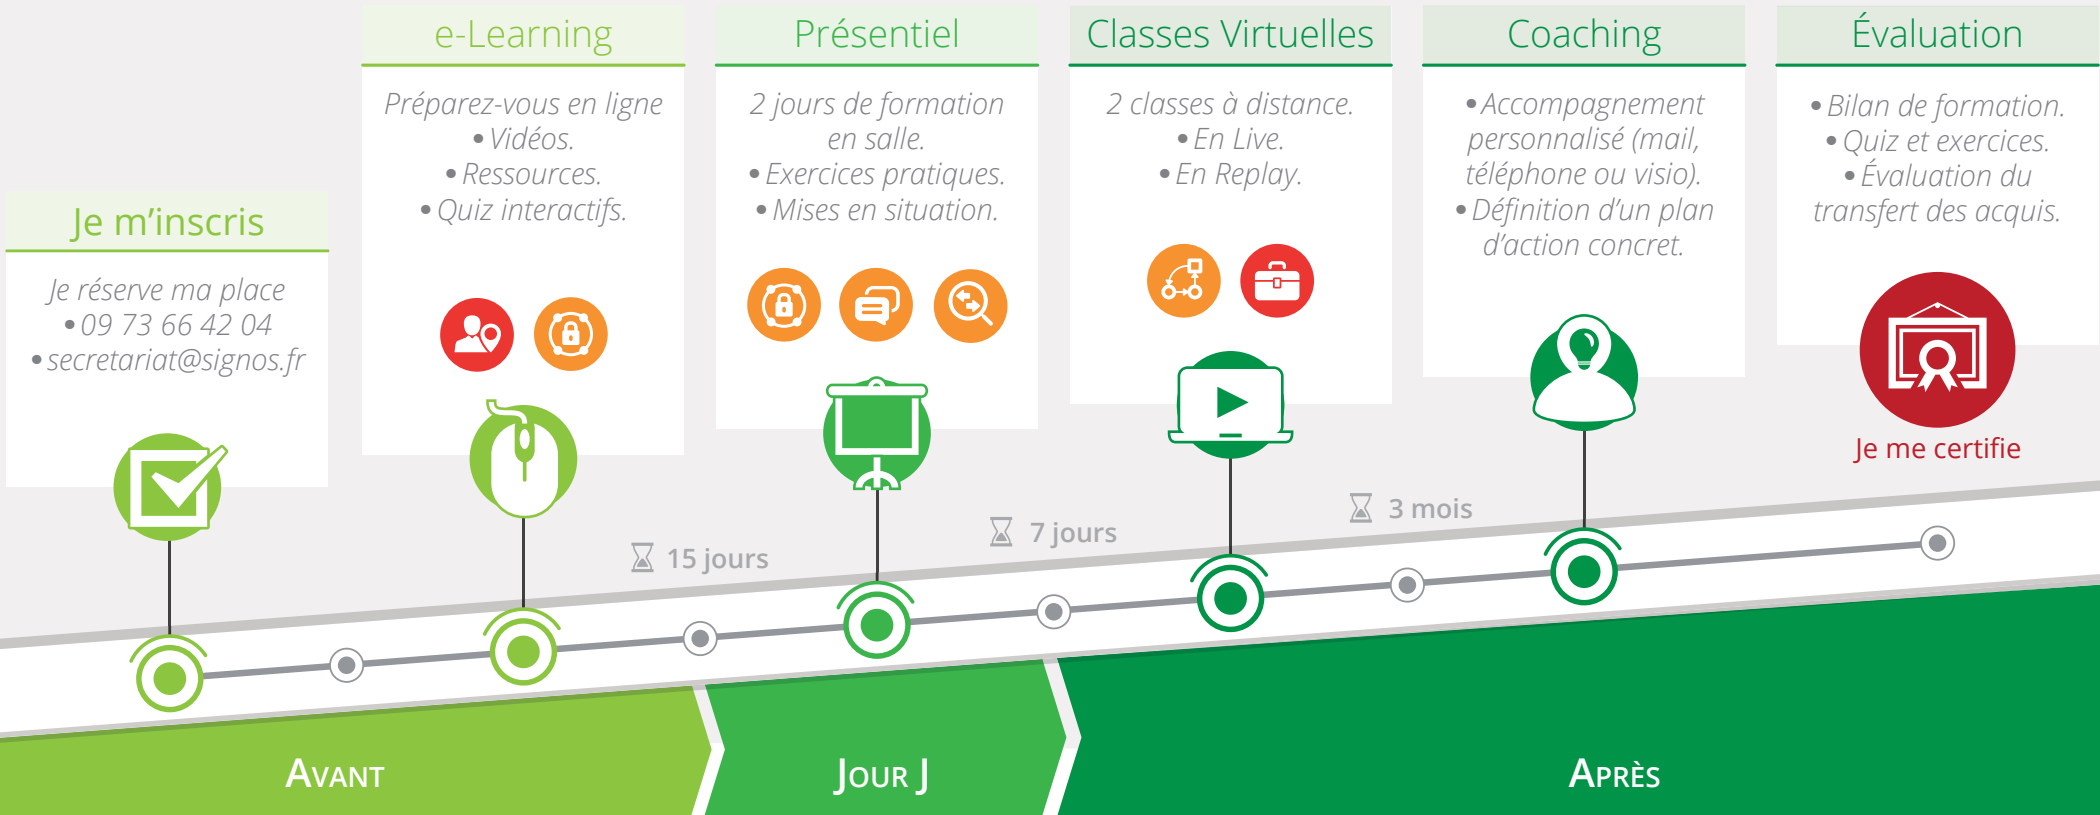 Je m'inscris
Je réserve ma place
• 09 73 66 42 04
• secretariat@signos.fr
e-Learning
Préparez-vous en ligne
• Vidéos.
• Ressources.
• Quiz interactifs.
Présentiel
2 jours de formation
en salle.
• Exercices pratiques.
• Mises en situation.
Classes Virtuelles
2 classes à distance.
• En Live.
• En Replay.
Coaching
• Accompagnement
personnalisé (mail,
téléphone ou visio).
• Définition d'un plan
d'action concret.
Évaluation
• Bilan de formation.
• Quiz et exercices.
• Évaluation du
transfert des acquis.
Je me certifie
15 jours
7 jours
3 mois
Avant
Jour J
Après